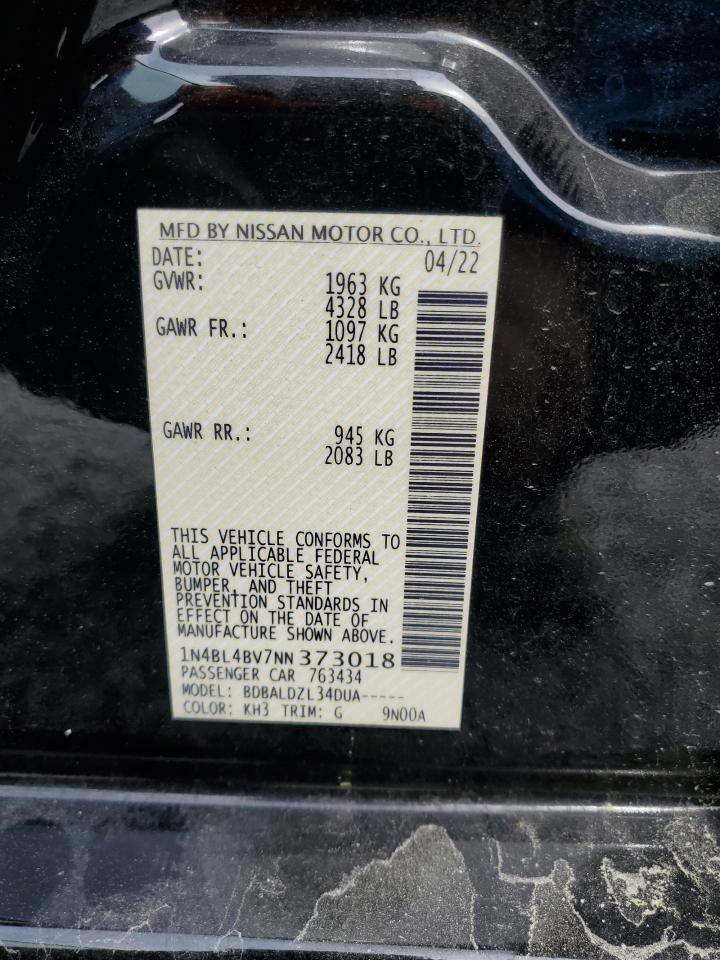 MFD BY NISSAN MOTOR CO., LTD.
DATE: 04/22
GVWR: 1963 KG
4328 LB
GAWR FR.: 1097 KG
2418 LB
GAWR RR.: 945 KG
2083 LB
THIS VEHICLE CONFORMS TO
ALL APPLICABLE FEDERAL
MOTOR VEHICLE SAFETY,
BUMPER, AND THEFT
PREVENTION STANDARDS IN
EFFECT ON THE DATE OF
MANUFACTURE SHOWN ABOVE.
1N4BL4BV7NN373018
PASSENGER CAR 763434
MODEL: BDBALDZL34DUA-----
COLOR: KH3 TRIM: G 9N00A